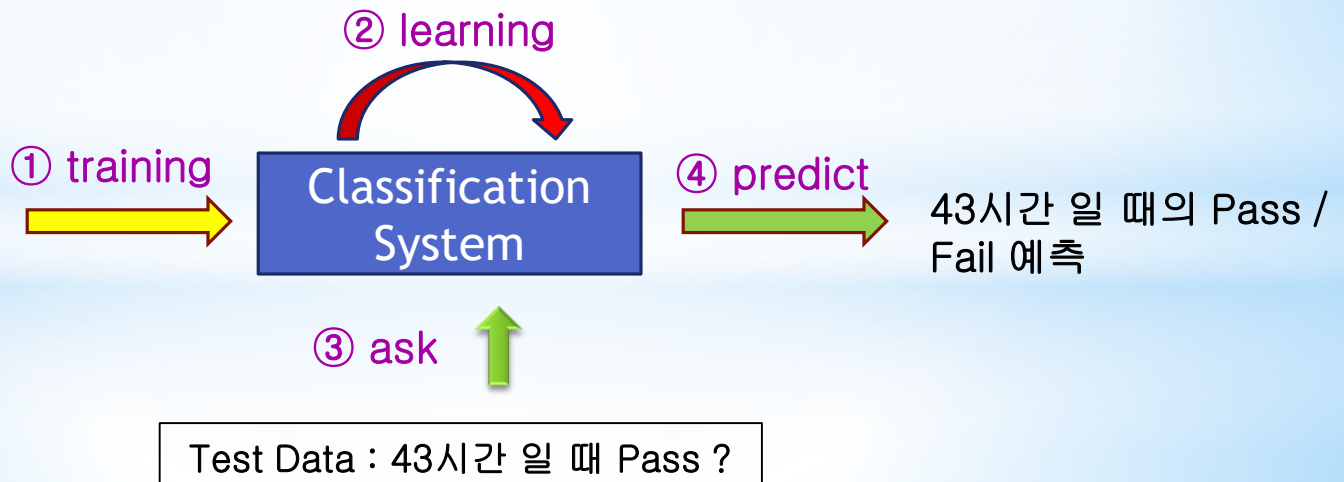 ② learning
① training
Classification
System
④ predict
43시간 일 때의 Pass /
Fail 예측
③ ask
Test Data : 43시간 일 때 Pass ?